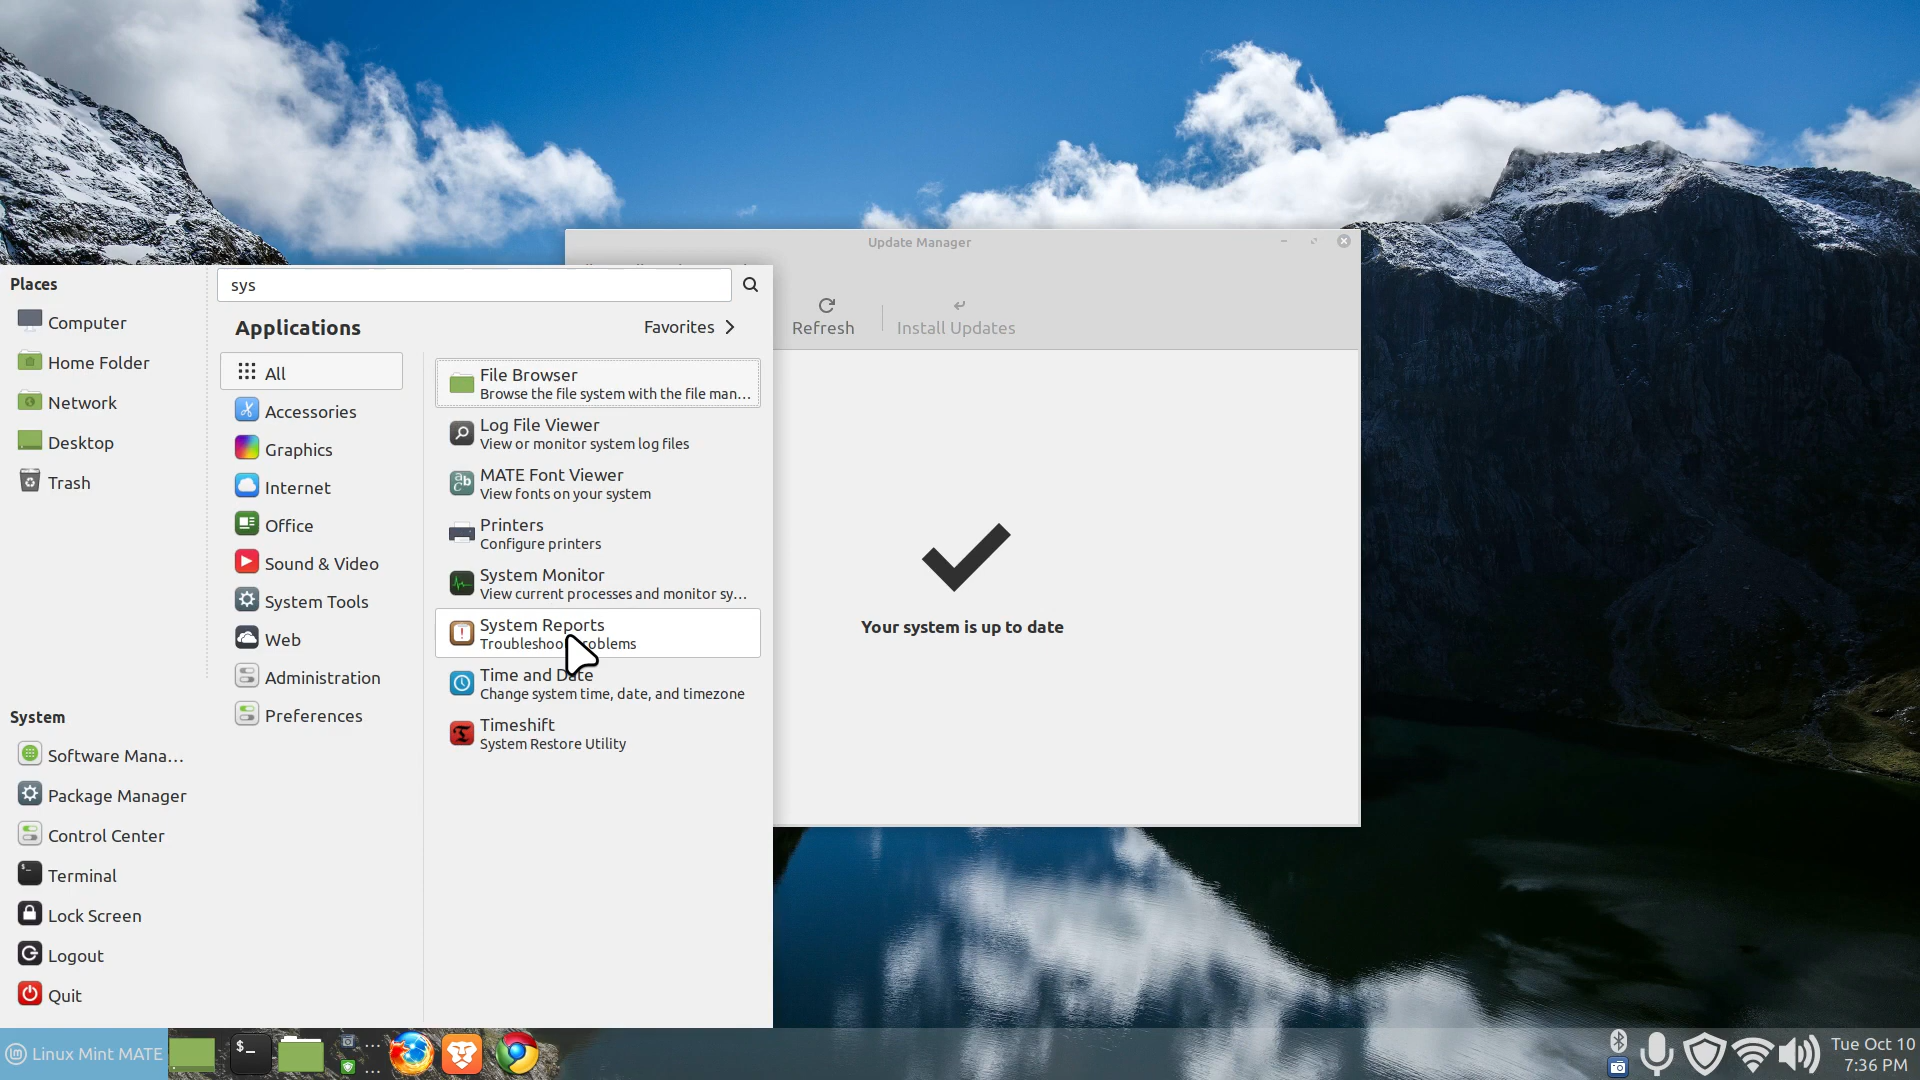 Update Manager
Places
sys
Computer
Home Folder
Network
Desktop
Trash
Applications
Favorites
All
Accessories
Graphics
Internet
Office
Sound & Video
System Tools
Web
Administration
Preferences
File Browser
Browse the file system with the file man...
Log File Viewer
View or monitor system log files
MATE Font Viewer
View fonts on your system
Printers
Configure printers
System Monitor
View current processes and monitor sy...
System Reports
Time and Date
Change system time, date, and timezone
Timeshift
System Restore Utility
System
Software Mana...
Package Manager
Control Center
Terminal
Lock Screen
Logout
Quit
Refresh
Install Updates
Your system is up to date
Linux Mint MATE
Tue Oct 10
7:36 PM